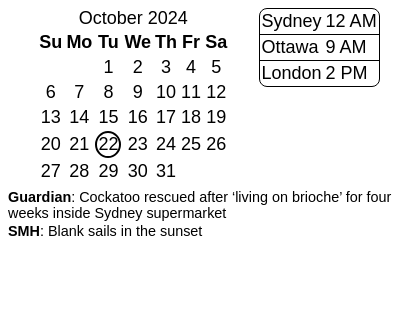 October 2024
Su Mo Tu We Th Fr Sa
1 2 3 4 5
6 7 8 9 10 11 12
13 14 15 16 17 18 19
20 21 22 23 24 25 26
27 28 29 30 31
Sydney 12 AM
Ottawa 9 AM
London 2 PM
Guardian: Cockatoo rescued after ‘living on brioche’ for four
weeks inside Sydney supermarket
SMH: Blank sails in the sunset